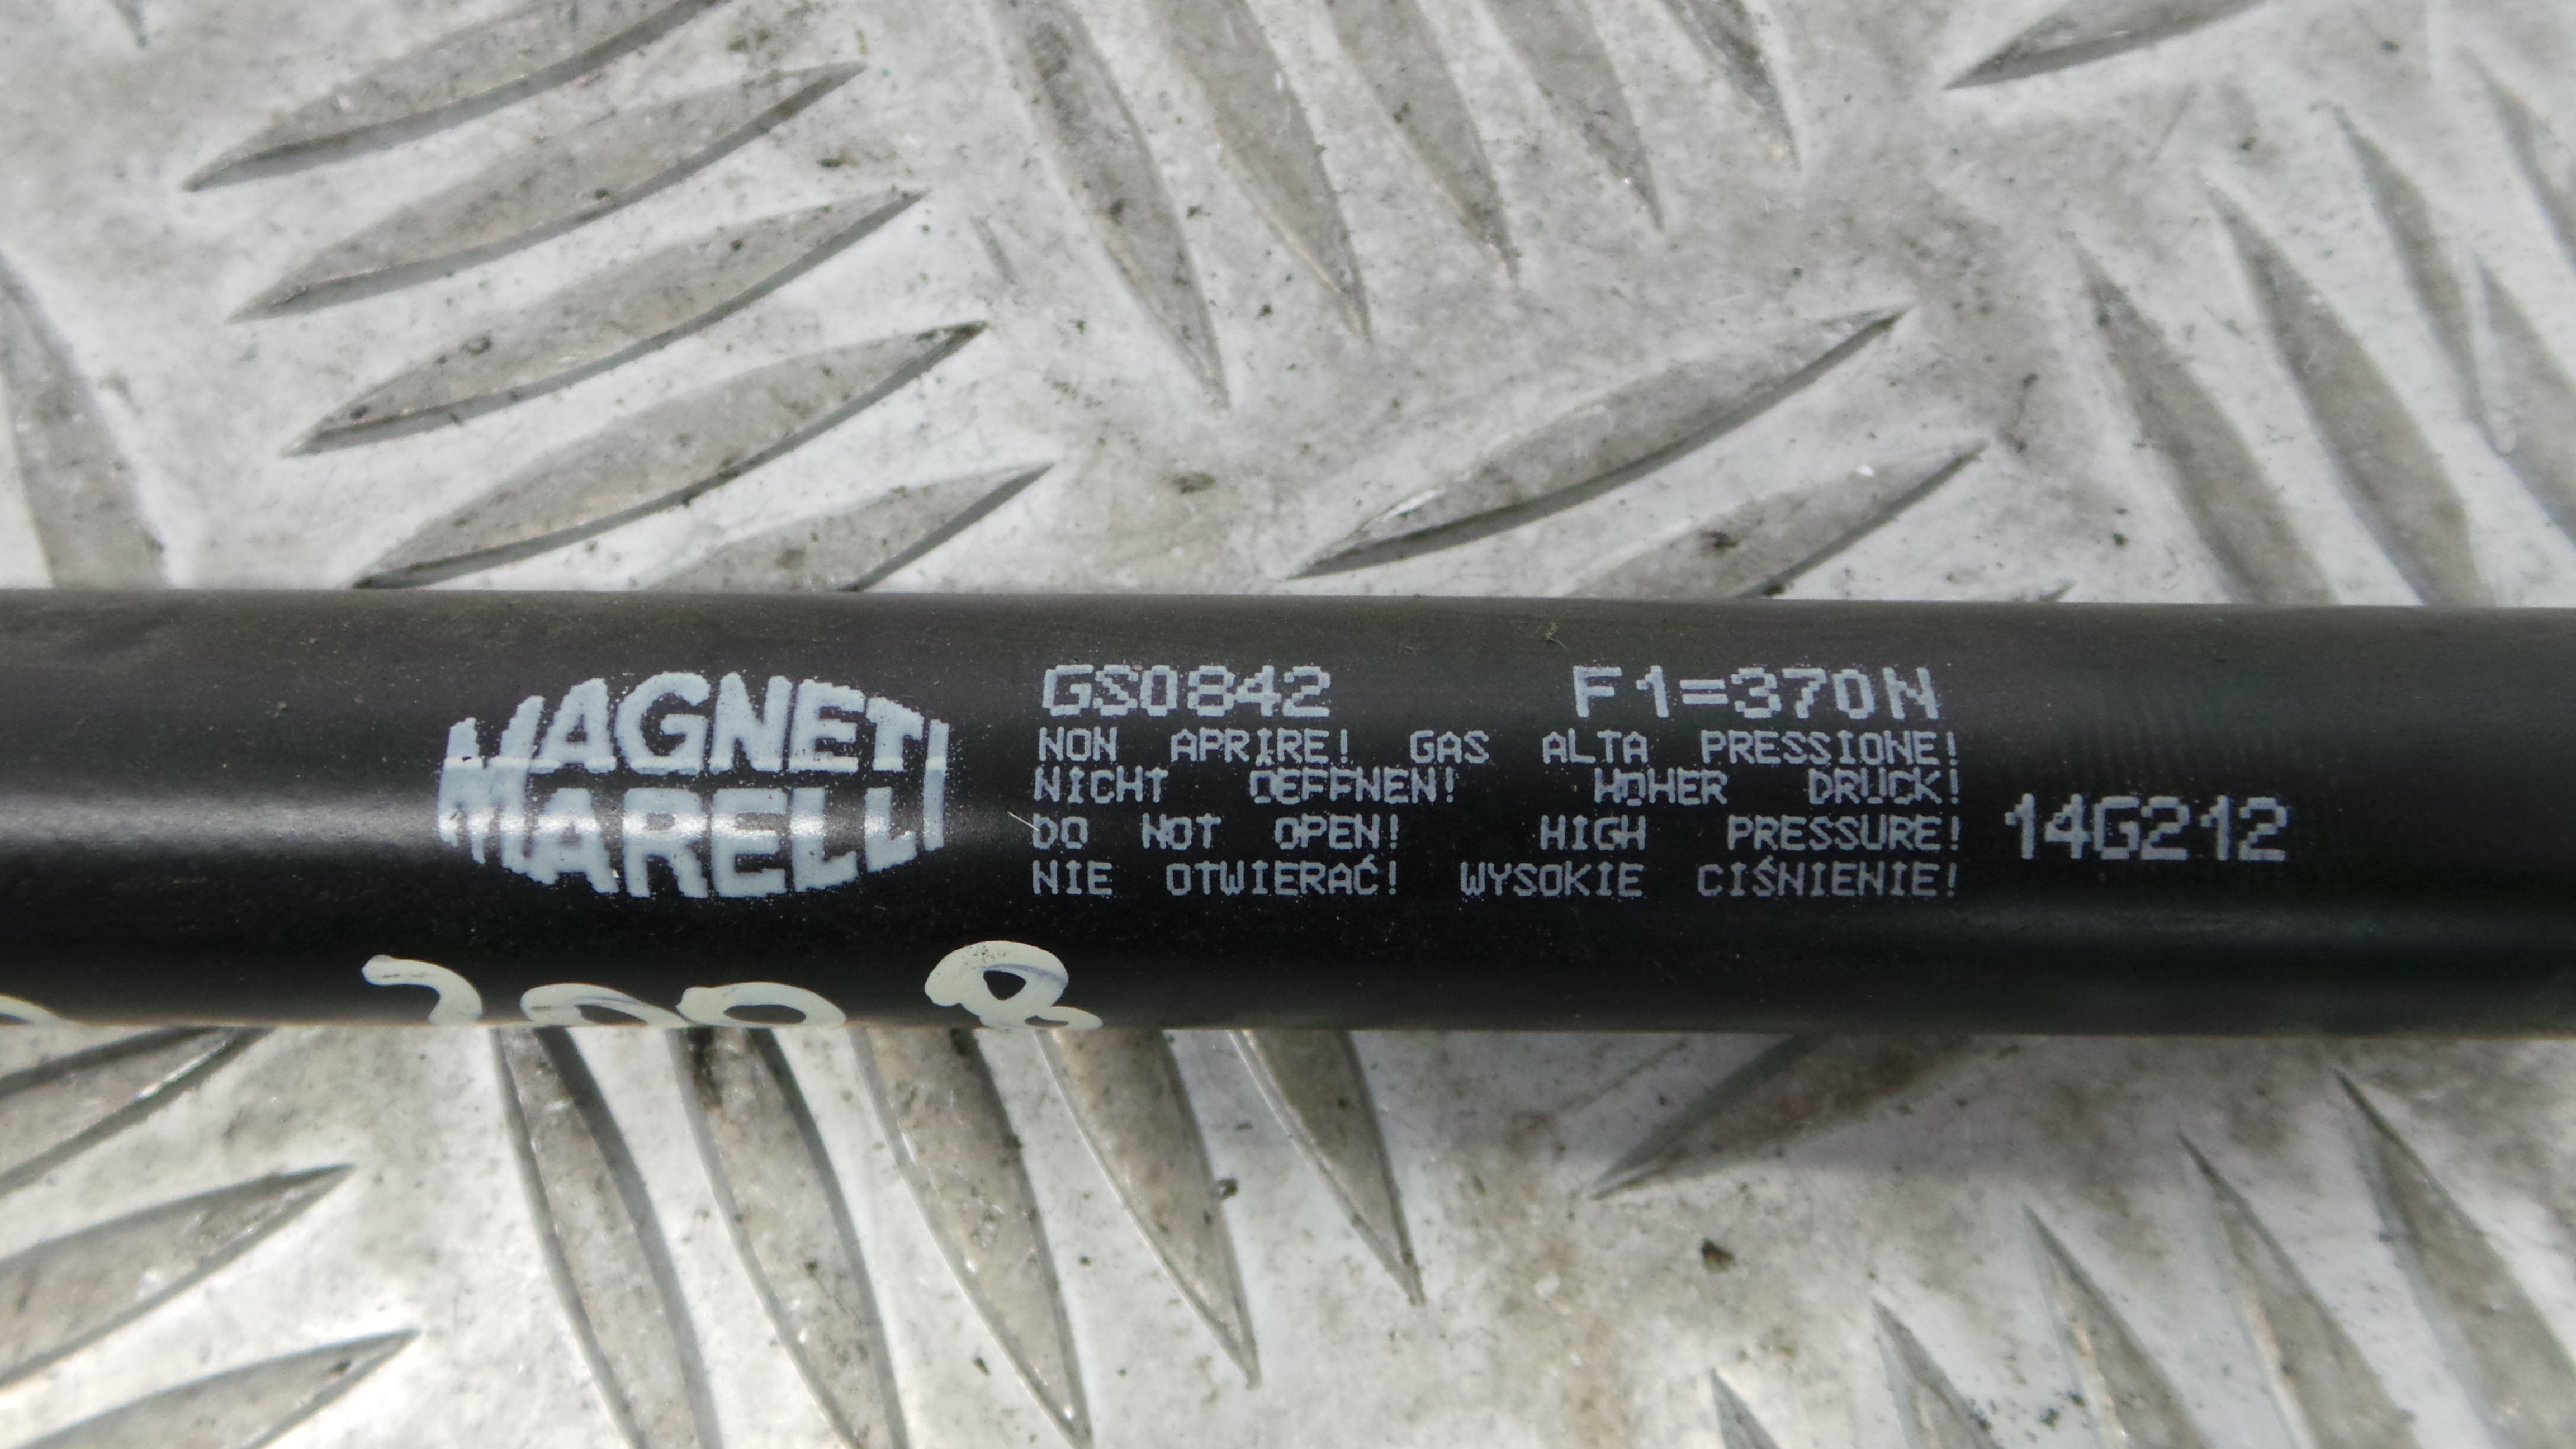 MAGNETI
MARELLI
GS0842 F1=370N
NON APRIRE! GAS ALTA PRESSIONE!
NICHT OEFFNEN! HOHER DRUCK!
DO NOT OPEN! HIGH PRESSURE!
NIE OTWIERAĆ! WYSOKIE CIŚNIENIE!
14G212